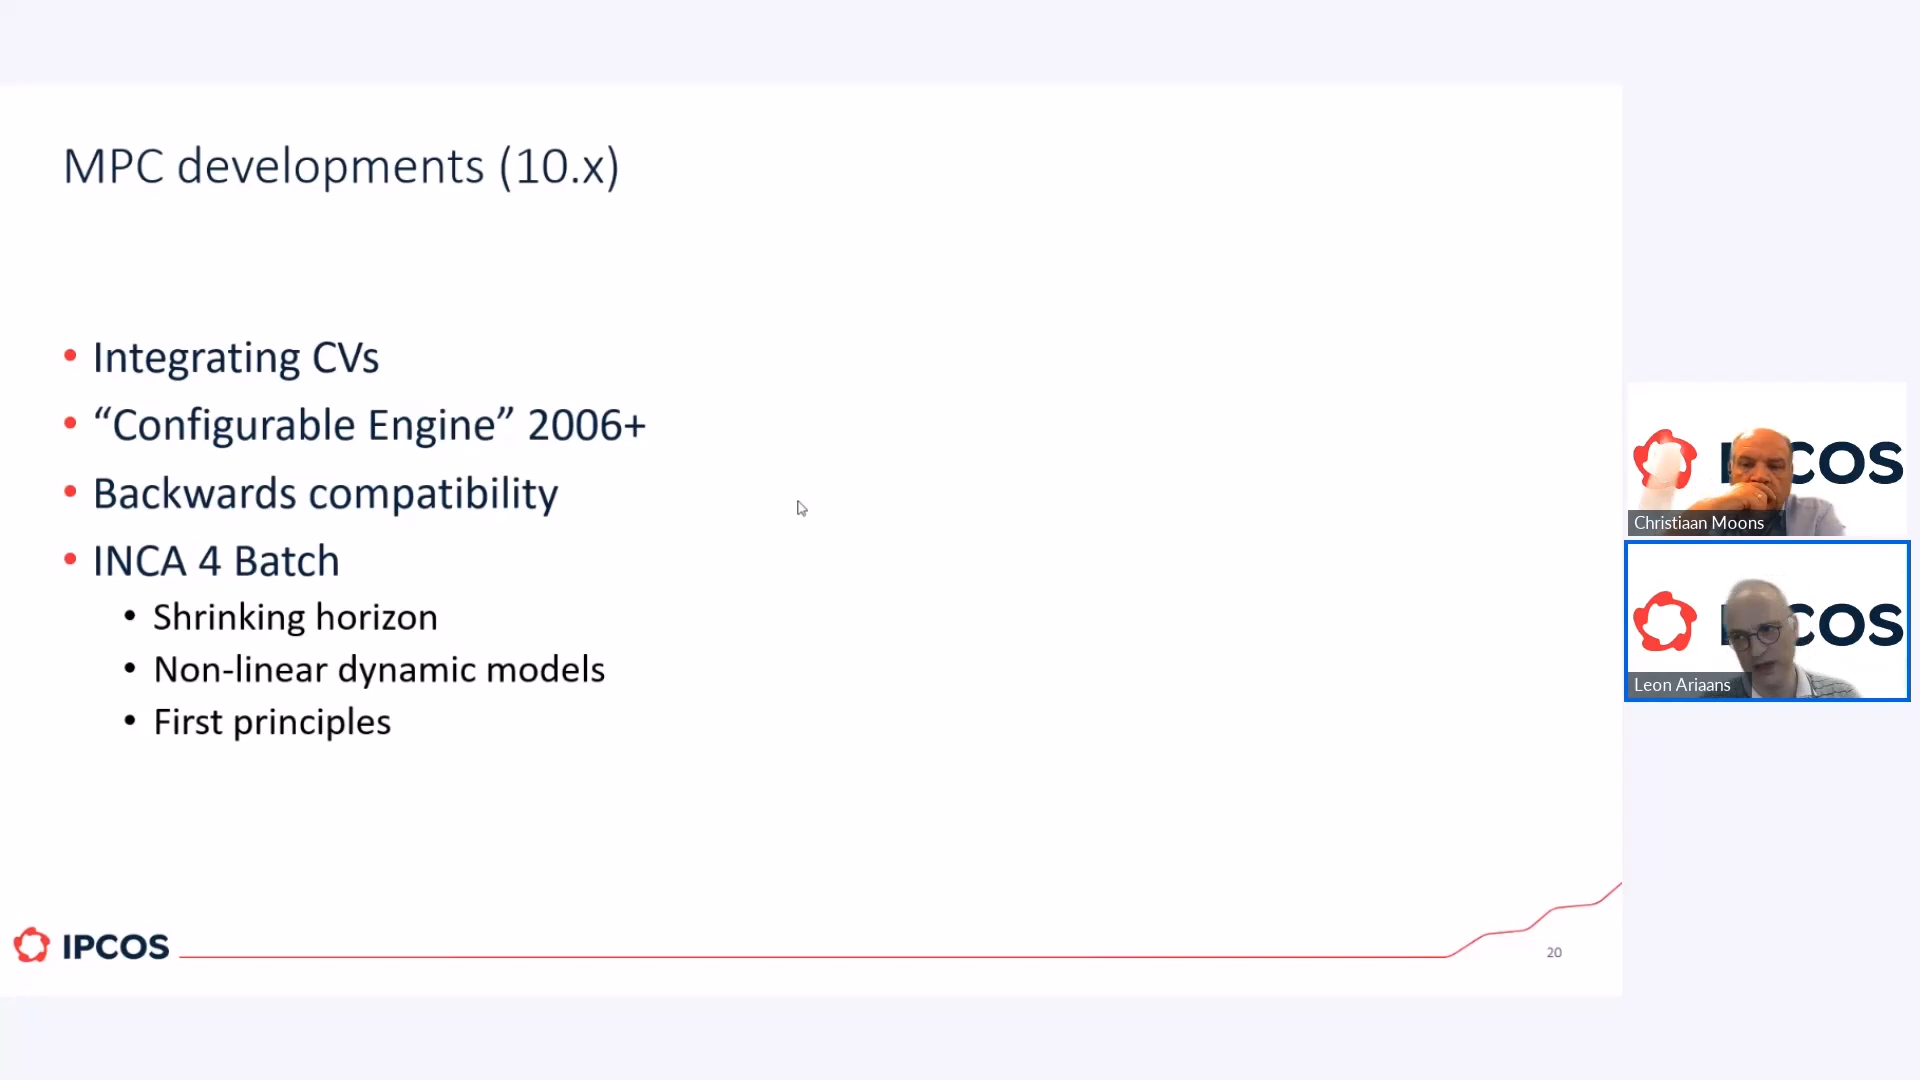 MPC developments (10.x)
• Integrating CVs
• “Configurable Engine” 2006+
• Backwards compatibility
• INCA 4 Batch
• Shrinking horizon
• Non-linear dynamic models
• First principles
IPCOS
20
COS
Christiaan Moons
COS
Leon Ariaans